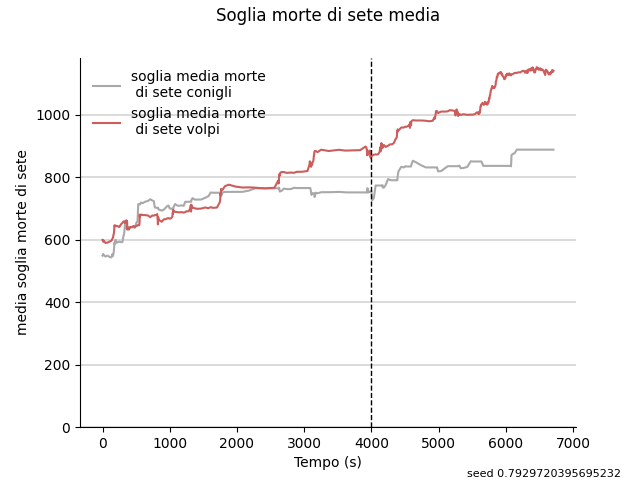 Soglia morte di sete media
soglia media morte
di sete conigli
soglia media morte
di sete volpi
media soglia morte di sete
1000
800
600
400
200
0
0 1000 2000 3000 4000 5000 6000 7000
Tempo (s)
seed 0.7929720395695232